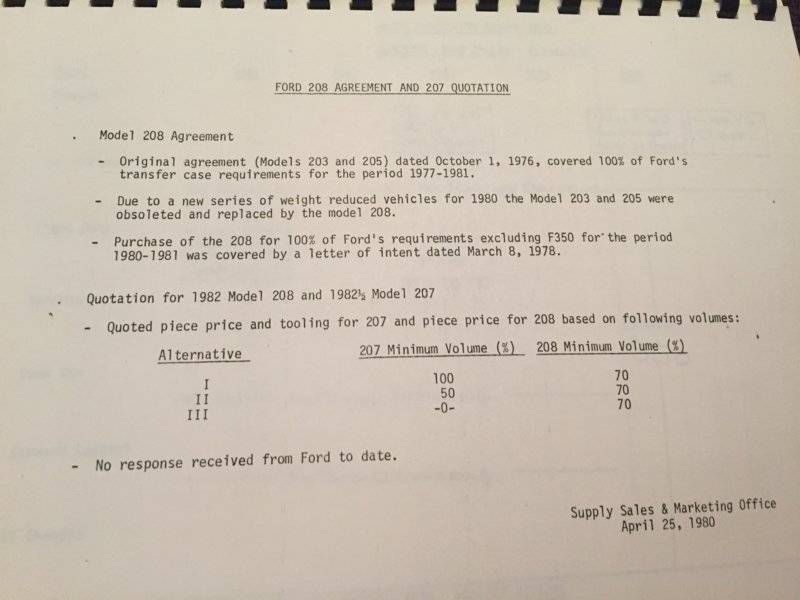 FORD 208 AGREEMENT AND 207 QUOTATION
. Model 208 Agreement
- Original agreement (Models 203 and 205) dated October 1, 1976, covered 100% of Ford's
transfer case requirements for the period 1977-1981.
- Due to a new series of weight reduced vehicles for 1980 the Model 203 and 205 were
obsoleted and replaced by the model 208.
- Purchase of the 208 for 100% of Ford's requirements excluding F350 for the period
1980-1981 was covered by a letter of intent dated March 8, 1978.
. Quotation for 1982 Model 208 and 1982½ Model 207
- Quoted piece price and tooling for 207 and piece price for 208 based on following volumes:
Alternative 207 Minimum Volume (%) 208 Minimum Volume (%)
I 100 70
II 50 70
III -0- 70
- No response received from Ford to date.
Supply Sales & Marketing Office
April 25, 1980